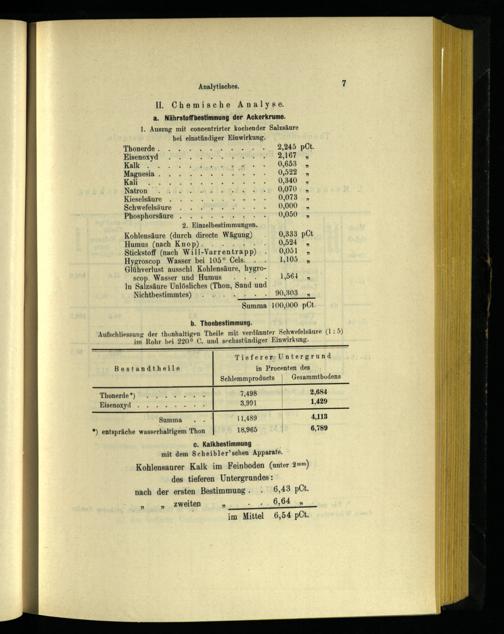 Analytisches. 7
II. Chemische Analyse.
a. Nährstoffbestimmung der Ackerkrume.
1. Auszug mit concentrirter kochender Salzsäure
bei einstündiger Einwirkung.
Thonerde . . . . . . . . . . . 2,245 pCt.
Eisenoxyd . . . . . . . . . . 2,167 „
Kalk . . . . . . . . . . . . 0,653 „
Magnesia . . . . . . . . . . . 0,522 „
Kali . . . . . . . . . . . . 0,340 „
Natron . . . . . . . . . . . 0,070 „
Kieselsäure . . . . . . . . . 0,073 „
Schwefelsäure . . . . . . . . 0,000 „
Phosphorsäure . . . . . . . . 0,050 „
2. Einzelbestimmungen.
Kohlensäure (durch directe Wägung) 0,333 pCt
Humus (nach Knop) . . . . . . 0,524 „
Stickstoff (nach Will-Varrentrapp) . 0,051 „
Hygroscop Wasser bei 105° Cels. . . 1,105 „
Glühverlust ausschl Kohlensäure, hygro-
scop. Wasser und Humus . . . . 1,564 „
In Salzsäure Unlösliches (Thon, Sand und
Nichtbestimmtes) . . . . . . . 90,303 „
Summa 100,000 pCt.
b. Thonbestimmung.
Aufschliessung der thonhaltigen Theile mit verdünnter Schwefelsäure (1 : 5)
im Rohr bei 220° C. und sechsstündiger Einwirkung.
Tieferer Untergrund
Bestandtheile in Procenten des
Schlemmproducts Gesammtbodens
Thonerde*) . . . . . . . 7,498 2,684
Eisenoxyd . . . . . . . 3,991 1,429
Summa . . 11,489 4,113
*) entspräche wasserhaltigem Thon 18,965 6,789
c. Kalkbestimmung
mit dem Scheibler'schen Apparate.
Kohlensaurer Kalk im Feinboden (unter 2mm)
des tieferen Untergrundes:
nach der ersten Bestimmung . . 6,43 pCt.
„ „ zweiten „ . . 6,64 „
im Mittel 6,54 pCt.